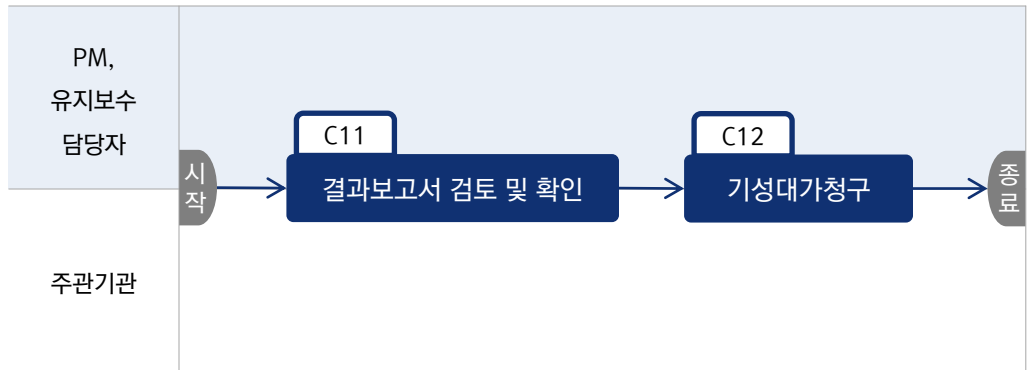 PM,
유지보수
담당자
시
작
C11
결과보고서 검토 및 확인
C12
기성대가청구
종
료
주관기관